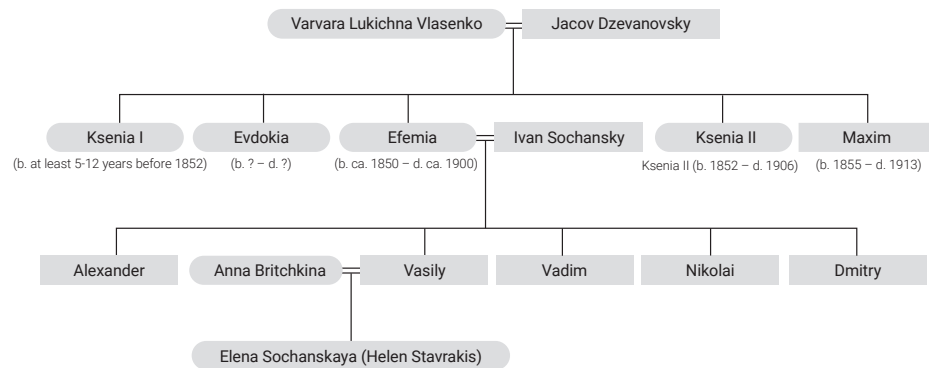 Varvara Lukichna Vlasenko
Jacov Dzevanovsky
Ksenia I
Evdokia
Efemia
Ivan Sochansky
Ksenia II
Maxim
(b. at least 5-12 years before 1852)
(b. ? – d. ?)
(b. ca. 1850 – d. ca. 1900)
Ksenia II (b. 1852 – d. 1906)
(b. 1855 – d. 1913)
Alexander
Anna Britchkina
Vasily
Vadim
Nikolai
Dmitry
Elena Sochanskaya (Helen Stavrakis)